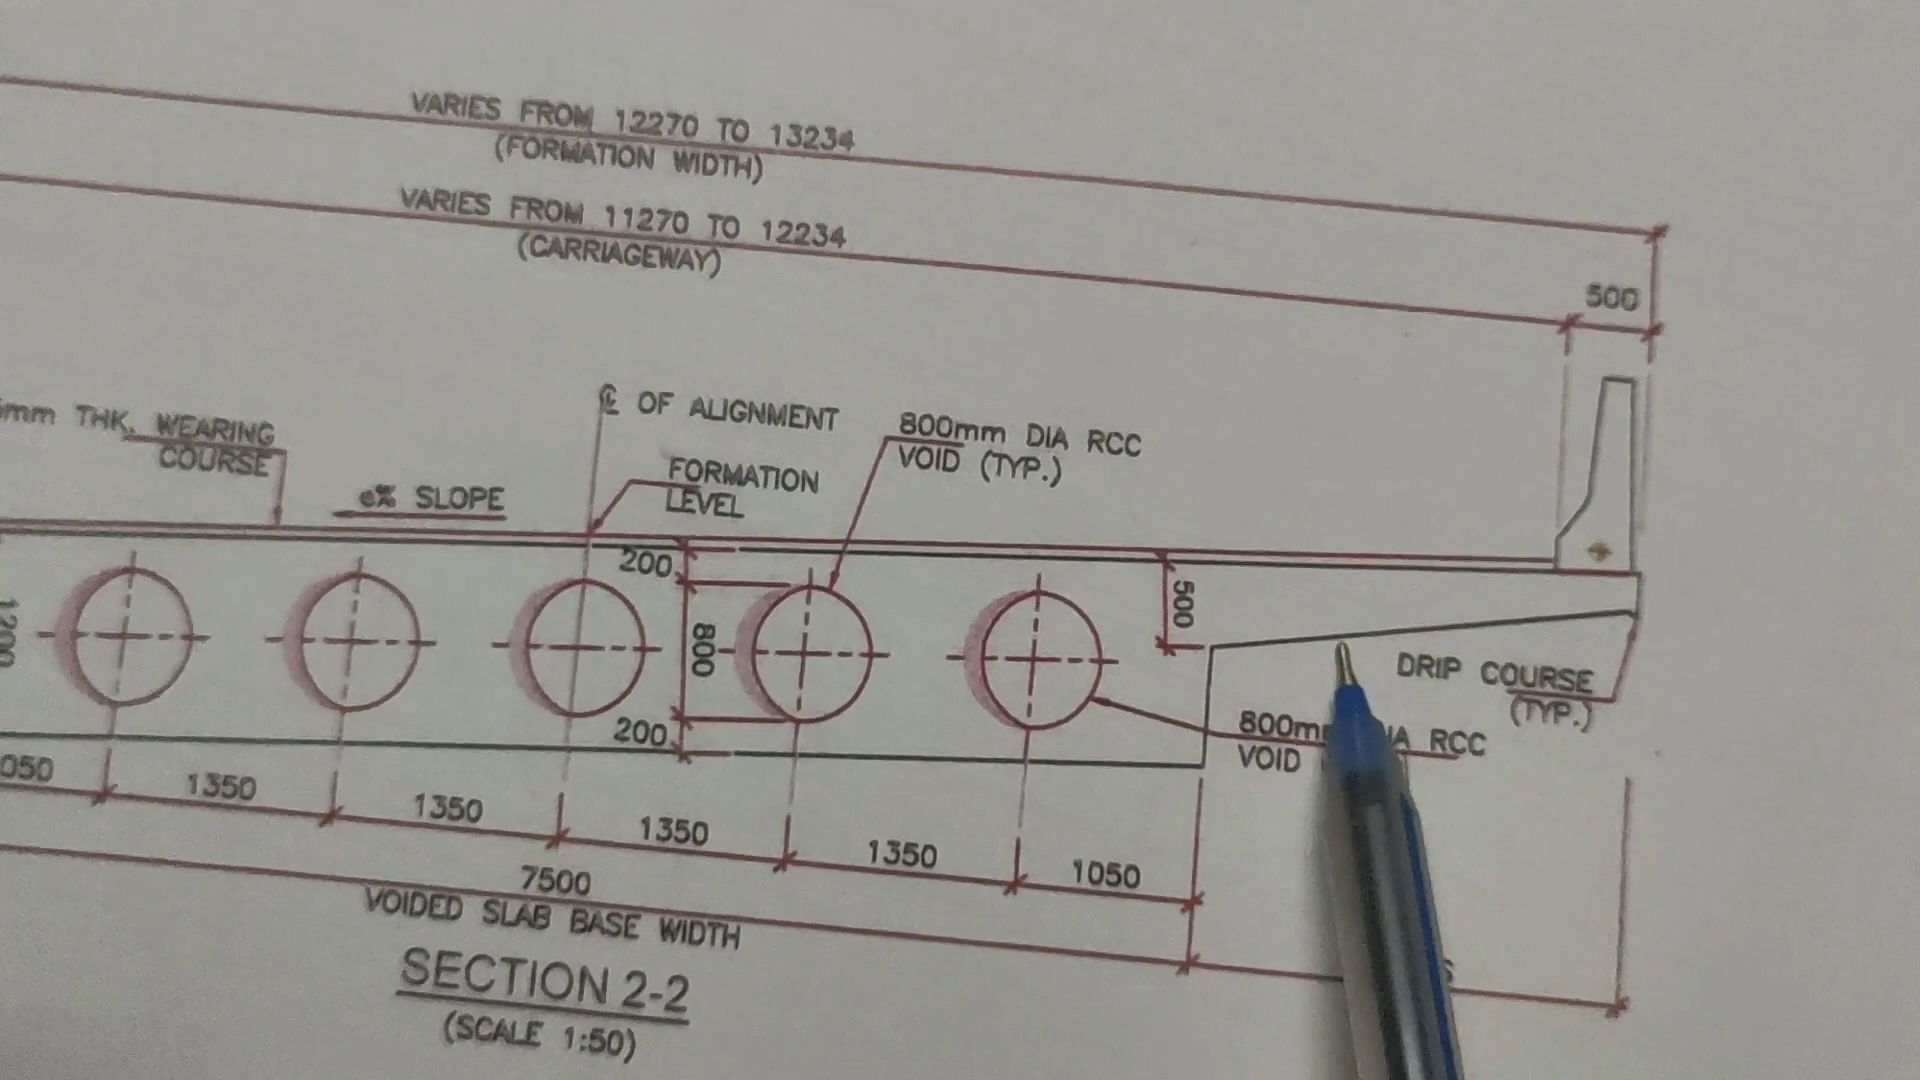 VARIES FROM 12270 TO 13234
(FORMATION WIDTH)
VARIES FROM 11270 TO 12234
(CARRIAGEWAY)
500
mm THK. WEARING
COURSE
e% SLOPE
℄ OF ALIGNMENT
FORMATION
LEVEL
800mm DIA RCC
VOID (TYP.)
200
800
200
500
1200
DRIP COURSE
(TYP.)
RCC
VOID
1350
1350
1350
1350
1050
7500
VOIDED SLAB BASE WIDTH
SECTION 2-2
(SCALE 1:50)